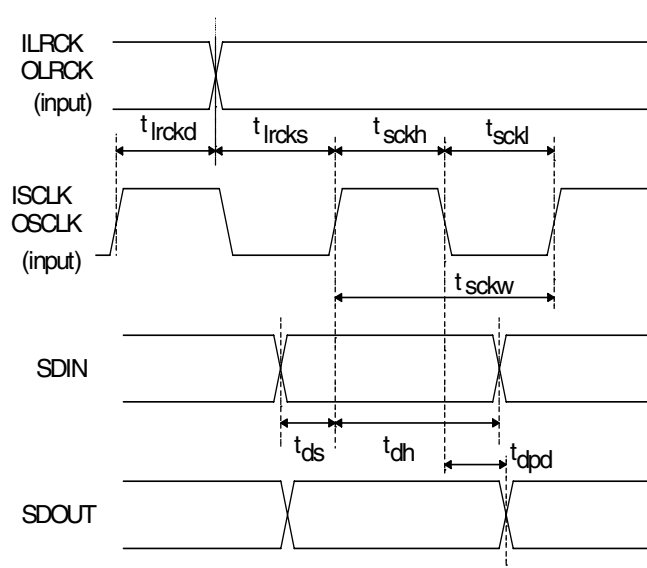 ILRCK
OLRCK
(input)
t lrckd
t lrcks
t sckh
t sckl
ISCLK
OSCLK
(input)
t sckw
SDIN
t ds
t dh
t dpd
SDOUT